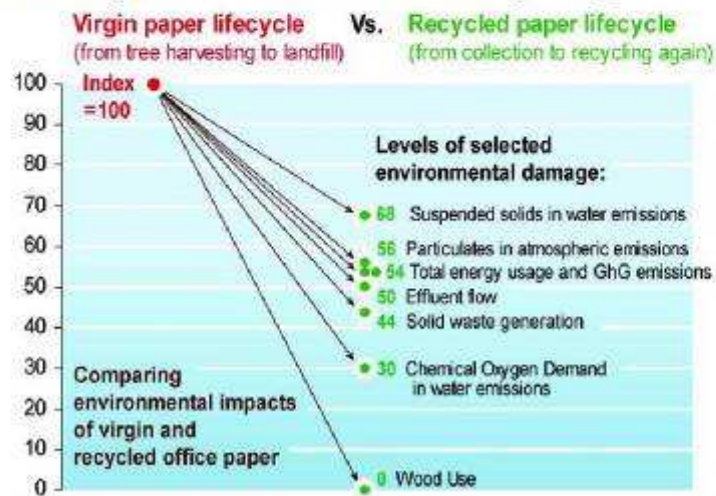 Virgin paper lifecycle Vs. Recycled paper lifecycle
(from tree harvesting to landfill) (from collection to recycling again)
100
Index
=100
90
80
Levels of selected
environmental damage:
70
68 Suspended solids in water emissions
60
56 Particulates in atmospheric emissions
54 Total energy usage and GhG emissions
50
50 Effluent flow
44 Solid waste generation
40
30
30 Chemical Oxygen Demand
in water emissions
Comparing
environmental impacts
of virgin and
recycled office paper
20
10
0
0 Wood Use